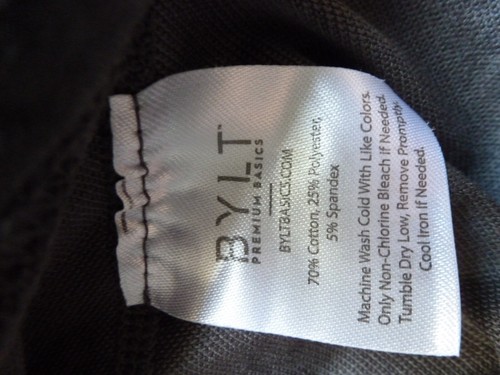 BYLT™
PREMIUM BASICS
BYLTBASICS.COM
70% Cotton, 25% Polyester,
5% Spandex
Machine Wash Cold With Like Colors.
Only Non-Chlorine Bleach if Needed.
Tumble Dry Low, Remove Promptly.
Cool Iron if Needed.